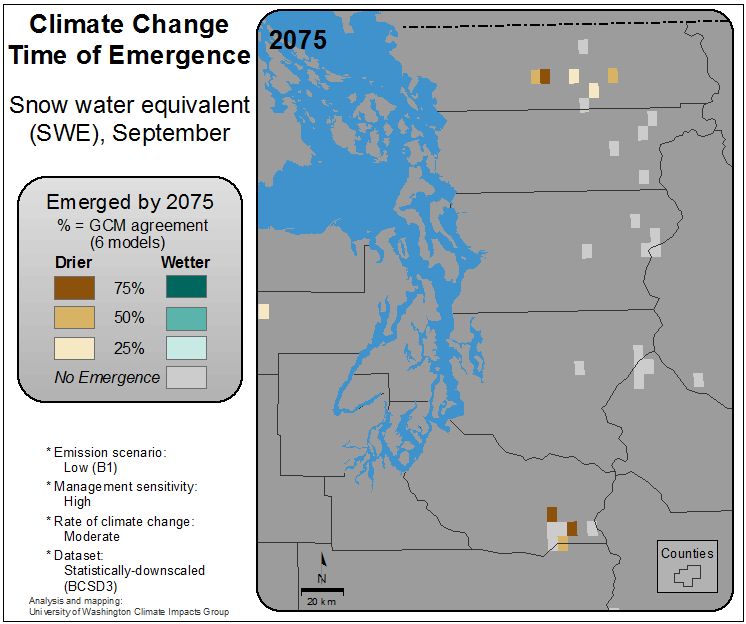 Climate Change
Time of Emergence
Snow water equivalent
(SWE), September
Emerged by 2075
% = GCM agreement
(6 models)
Drier Wetter
75%
50%
25%
No Emergence
* Emission scenario:
Low (B1)
* Management sensitivity:
High
* Rate of climate change:
Moderate
* Dataset:
Statistically-downscaled
(BCSD3)
Analysis and mapping:
University of Washington Climate Impacts Group
2075
N
20 km
Counties